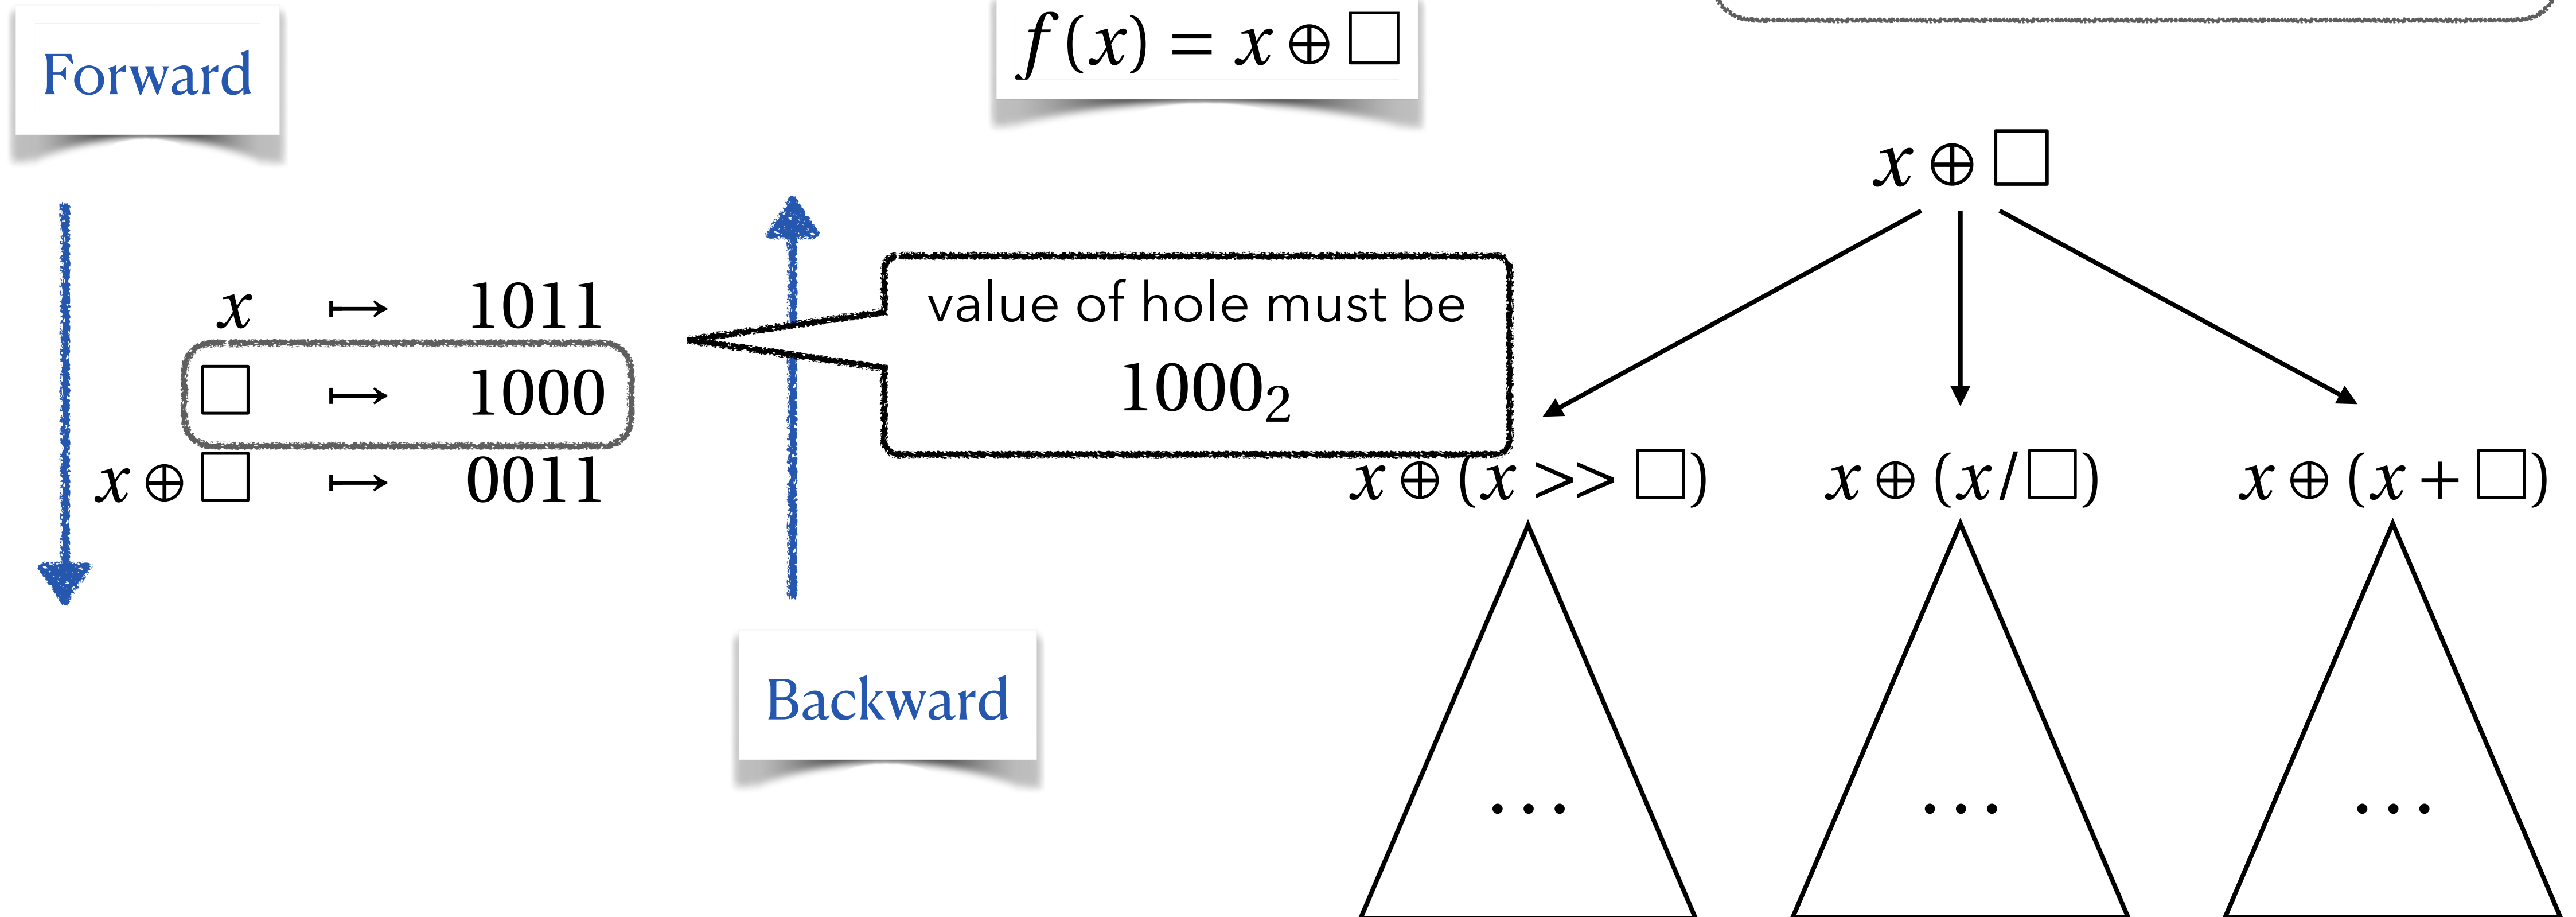 Forward
f(x) = x ⊕ □
x ⊕ □
x ↦ 1011
□ ↦ 1000
x ⊕ □ ↦ 0011
value of hole must be
1000₂
x ⊕ (x >> □)
x ⊕ (x/□)
x ⊕ (x + □)
Backward
...
...
...